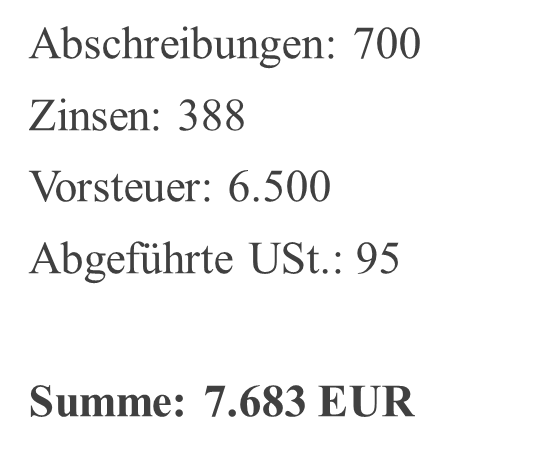 Abschreibungen: 700
Zinsen: 388
Vorsteuer: 6.500
Abgeführte USt.: 95
Summe: 7.683 EUR